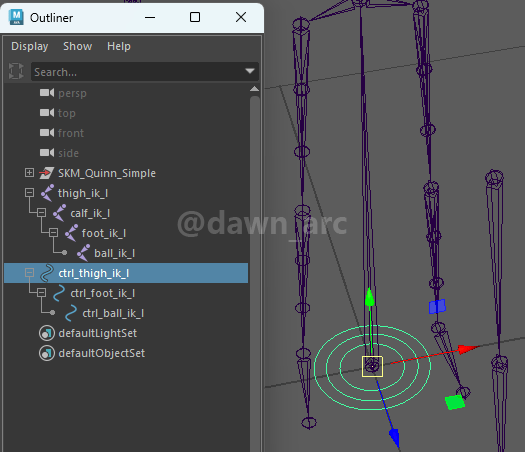 Outliner
Display Show Help
Search...
persp
top
front
side
SKM_Quinn_Simple
thigh_ik_l
calf_ik_l
foot_ik_l
ball_ik_l
@dawn_arc
ctrl_thigh_ik_l
ctrl_foot_ik_l
ctrl_ball_ik_l
defaultLightSet
defaultObjectSet